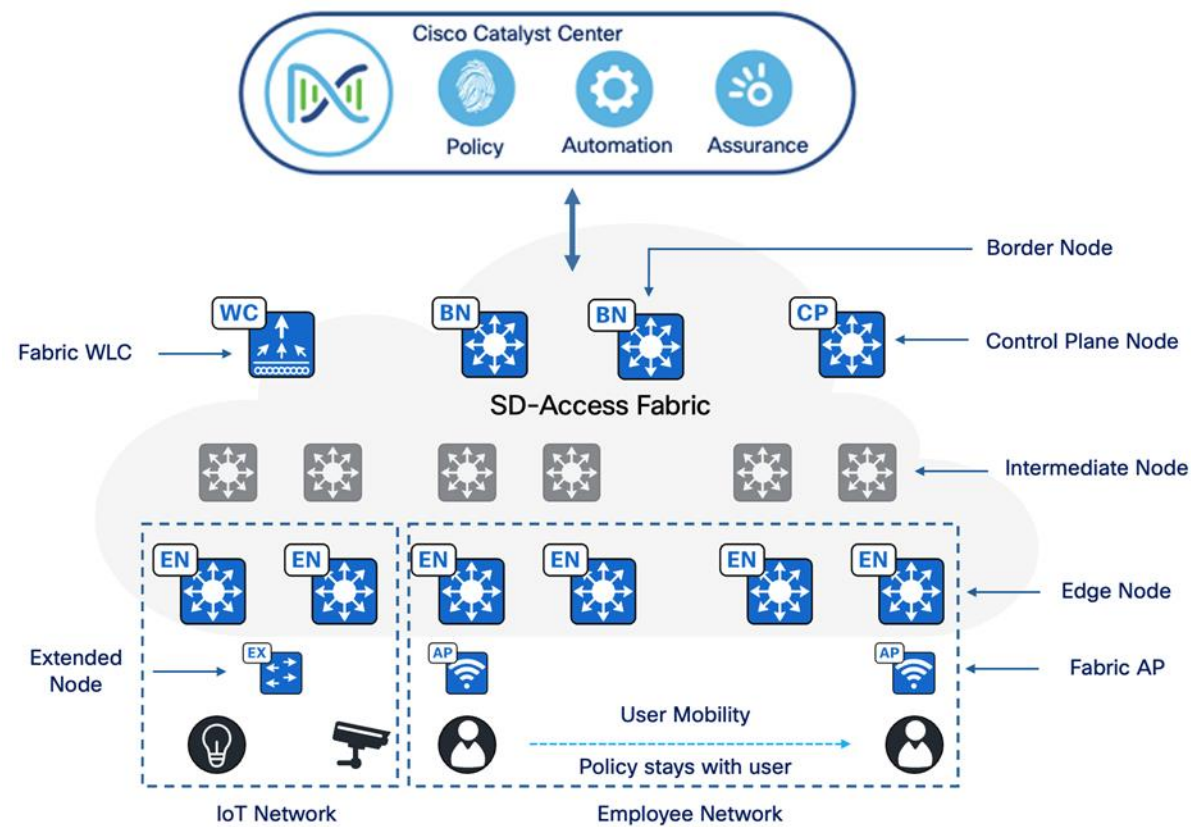 Cisco Catalyst Center
Policy
Automation
Assurance
Border Node
WC
BN
BN
CP
Fabric WLC
Control Plane Node
SD-Access Fabric
Intermediate Node
EN
EN
EN
EN
EN
EN
Edge Node
Extended
Node
EX
AP
AP
Fabric AP
User Mobility
Policy stays with user
IoT Network
Employee Network